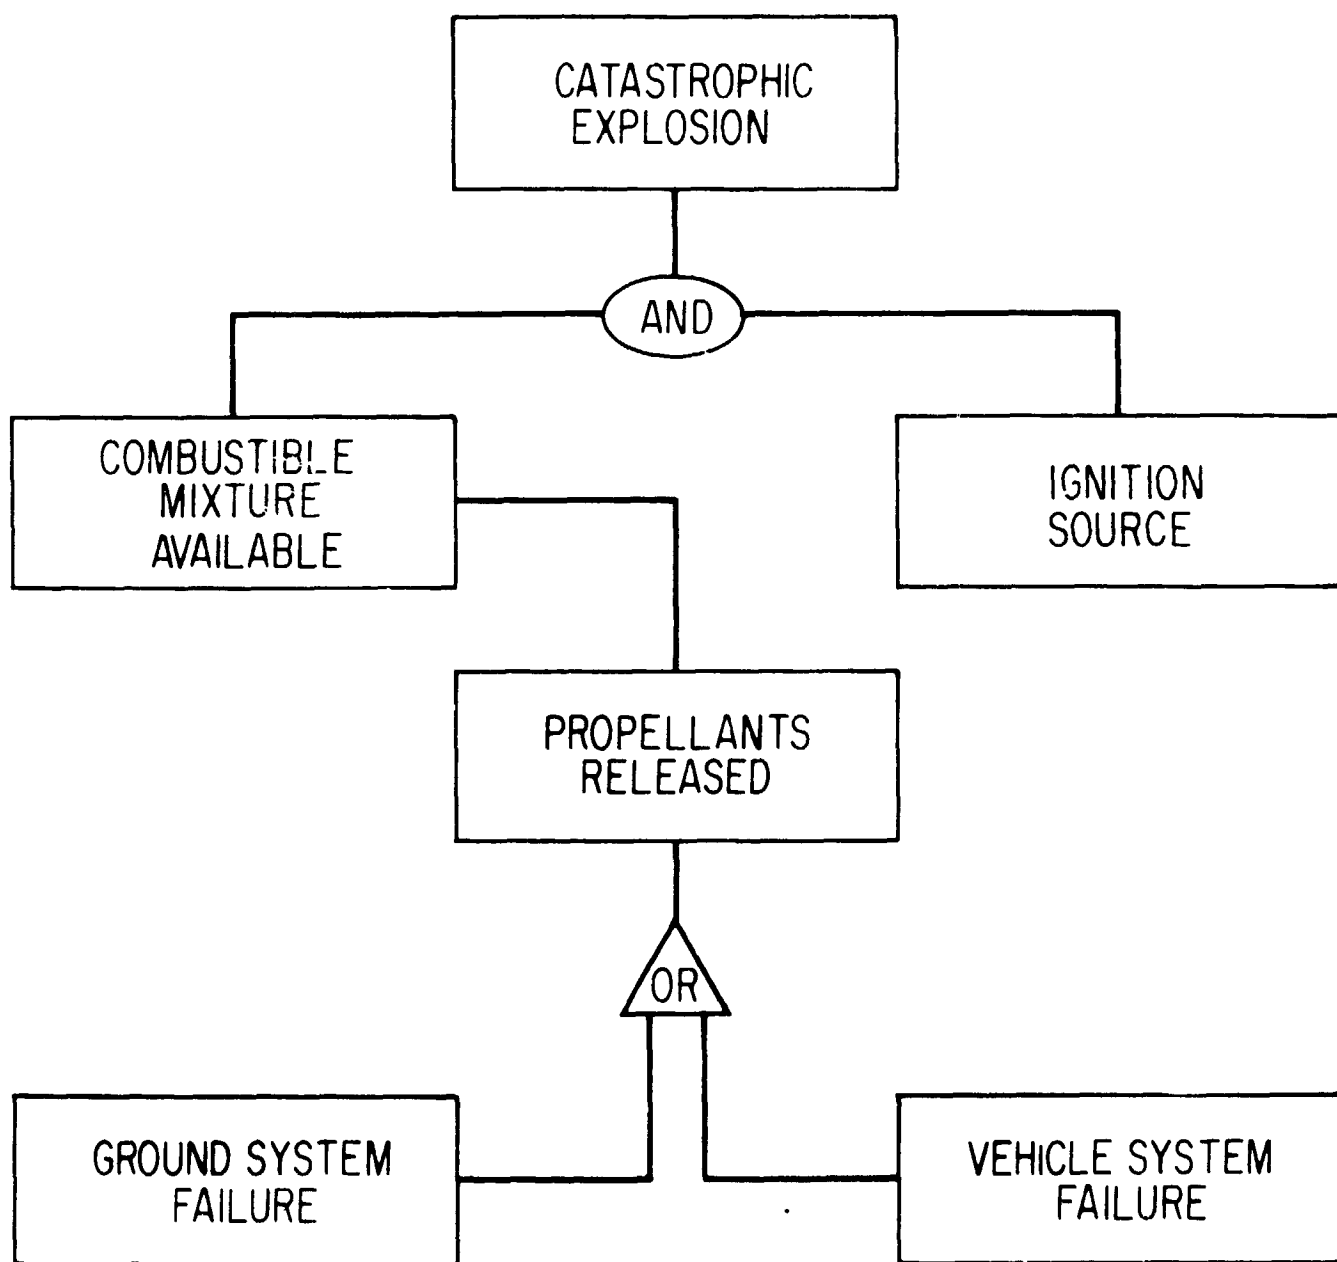 CATASTROPHIC
EXPLOSION
AND
COMBUSTIBLE
MIXTURE
AVAILABLE
IGNITION
SOURCE
PROPELLANTS
RELEASED
OR
GROUND SYSTEM
FAILURE
VEHICLE SYSTEM
FAILURE